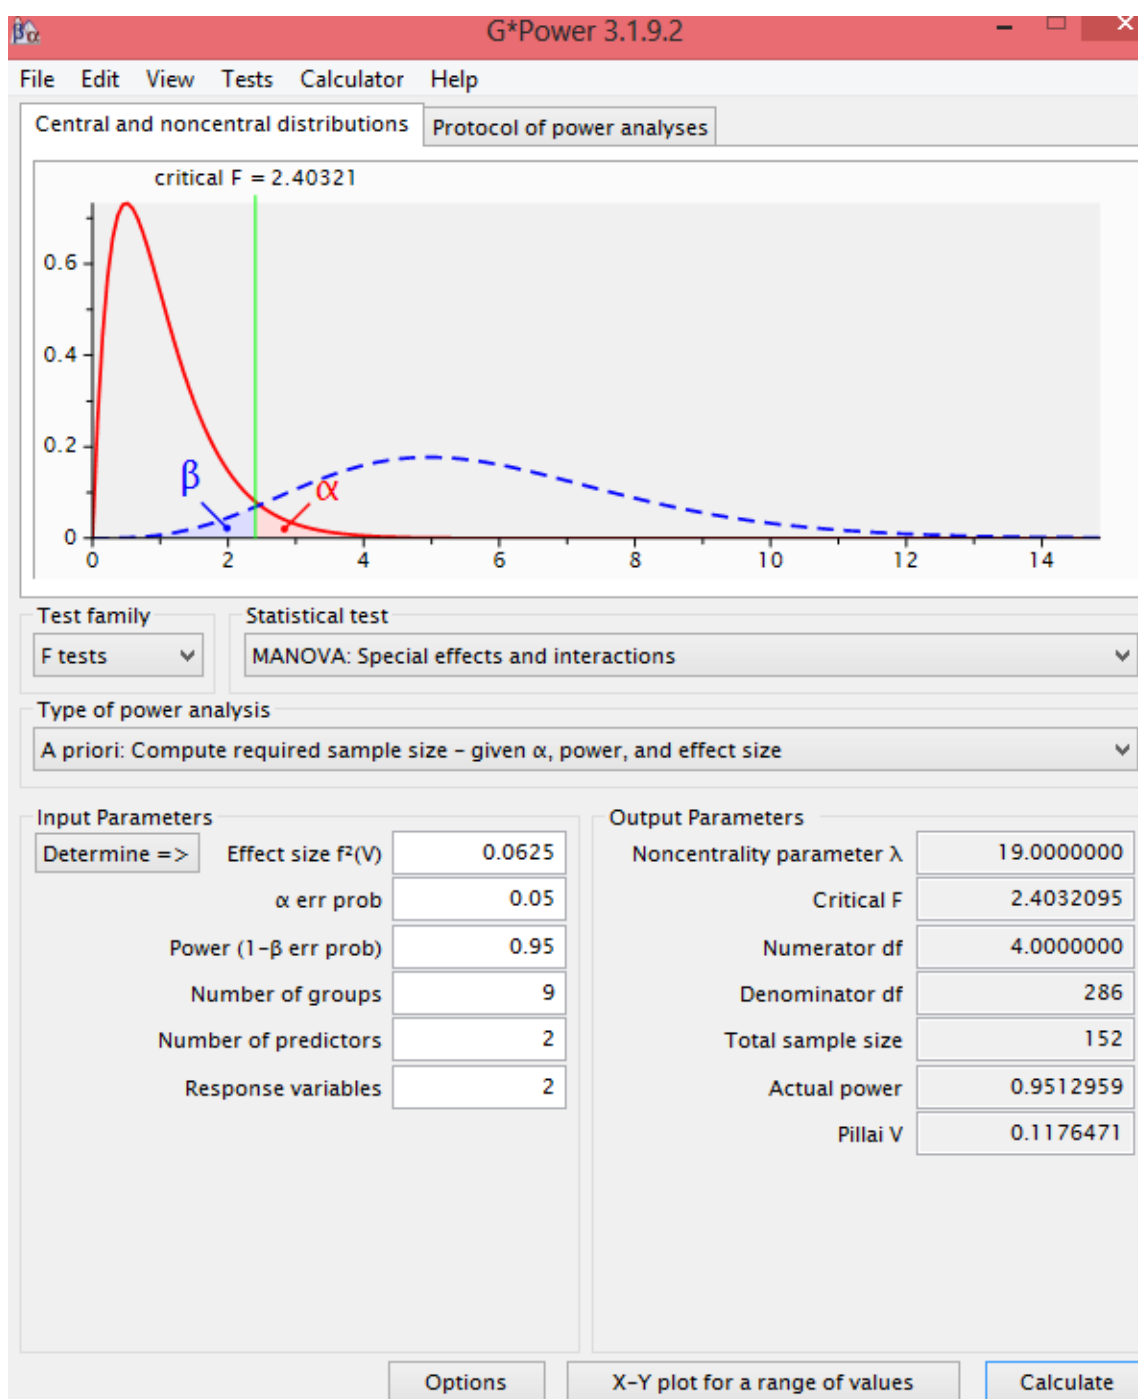 βα G*Power 3.1.9.2
File Edit View Tests Calculator Help
Central and noncentral distributions Protocol of power analyses
critical F = 2.40321
0.6
0.4
0.2
β α
0
0 2 4 6 8 10 12 14
Test family Statistical test
F tests MANOVA: Special effects and interactions
Type of power analysis
A priori: Compute required sample size – given α, power, and effect size
Input Parameters Output Parameters
Determine => Effect size f²(V) 0.0625 Noncentrality parameter λ 19.0000000
α err prob 0.05 Critical F 2.4032095
Power (1–β err prob) 0.95 Numerator df 4.0000000
Number of groups 9 Denominator df 286
Number of predictors 2 Total sample size 152
Response variables 2 Actual power 0.9512959
Pillai V 0.1176471
Options X–Y plot for a range of values Calculate